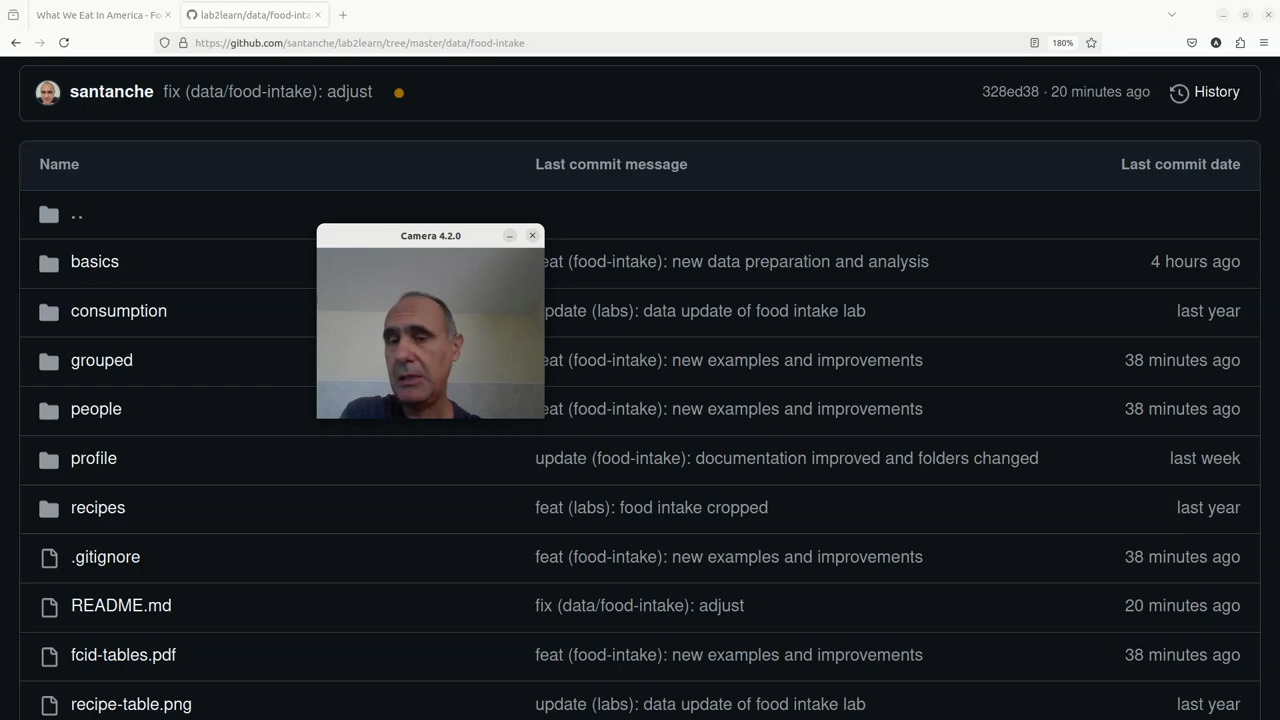 What We Eat In America - Fo
lab2learn/data/food-inta
https://github.com/santanche/lab2learn/tree/master/data/food-intake
180%
santanche fix (data/food-intake): adjust
328ed38 · 20 minutes ago
History
Name Last commit message Last commit date
..
Camera 4.2.0
basics eat (food-intake): new data preparation and analysis 4 hours ago
consumption pdate (labs): data update of food intake lab last year
grouped eat (food-intake): new examples and improvements 38 minutes ago
people eat (food-intake): new examples and improvements 38 minutes ago
profile update (food-intake): documentation improved and folders changed last week
recipes feat (labs): food intake cropped last year
.gitignore feat (food-intake): new examples and improvements 38 minutes ago
README.md fix (data/food-intake): adjust 20 minutes ago
fcid-tables.pdf feat (food-intake): new examples and improvements 38 minutes ago
recipe-table.png update (labs): data update of food intake lab last year